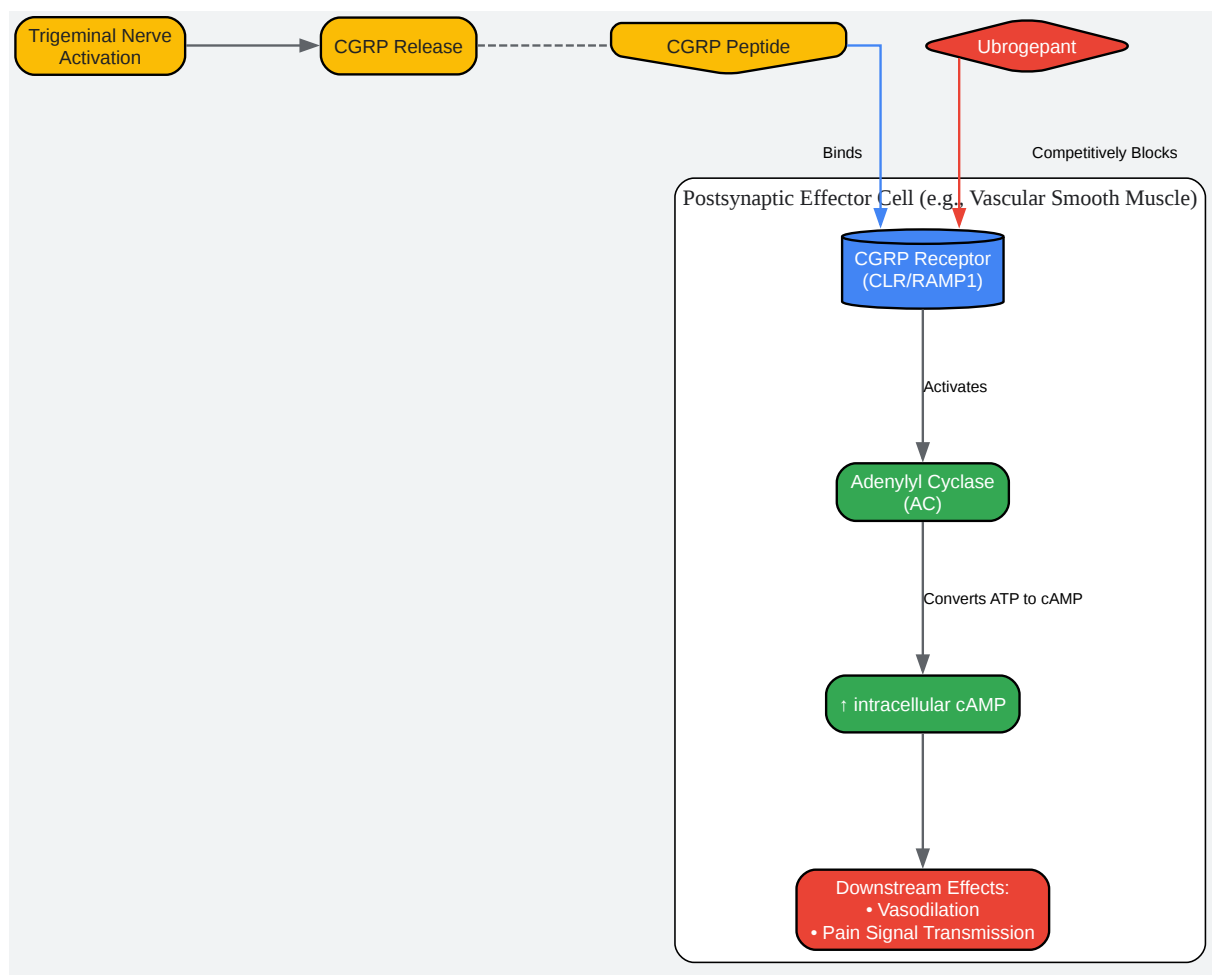 Trigeminal Nerve
Activation
CGRP Release
CGRP Peptide
Ubrogepant
Binds
Competitively Blocks
Postsynaptic Effector Cell (e.g., Vascular Smooth Muscle)
CGRP Receptor
(CLR/RAMP1)
Activates
Adenylyl Cyclase
(AC)
Converts ATP to cAMP
↑ intracellular cAMP
Downstream Effects:
• Vasodilation
• Pain Signal Transmission